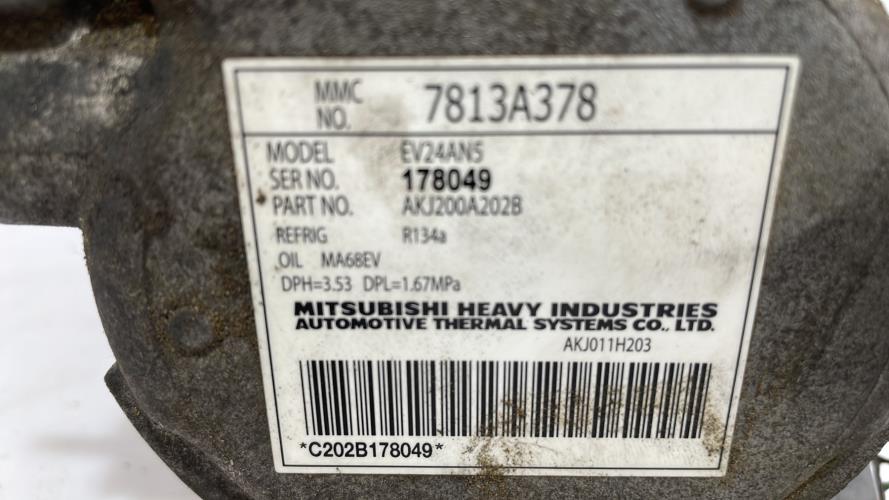 MMC NO. 7813A378
MODEL EV24AN5
SER NO. 178049
PART NO. AKJ200A202B
REFRIG R134a
OIL MA68EV
DPH=3.53 DPL=1.67MPa
MITSUBISHI HEAVY INDUSTRIES
AUTOMOTIVE THERMAL SYSTEMS CO., LTD.
AKJ011H203
*C202B178049*